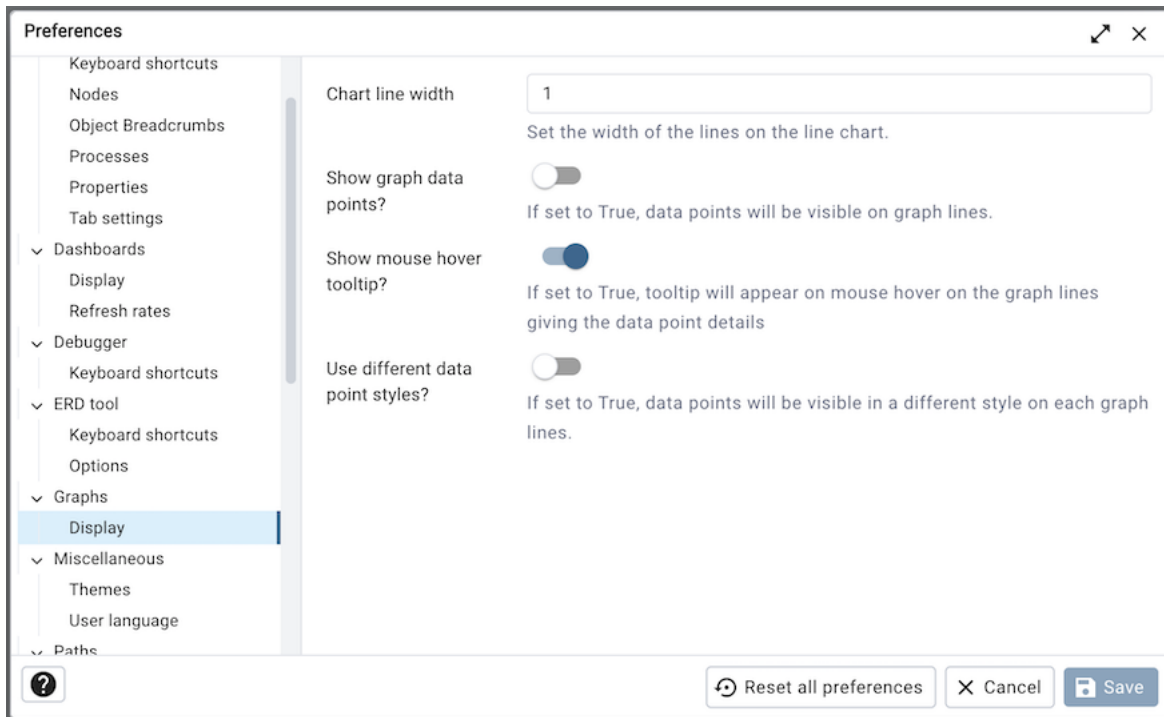 Preferences
Keyboard shortcuts
Nodes
Object Breadcrumbs
Processes
Properties
Tab settings
Dashboards
Display
Refresh rates
Debugger
Keyboard shortcuts
ERD tool
Keyboard shortcuts
Options
Graphs
Display
Miscellaneous
Themes
User language
Paths
Chart line width
1
Set the width of the lines on the line chart.
Show graph data
points?
If set to True, data points will be visible on graph lines.
Show mouse hover
tooltip?
If set to True, tooltip will appear on mouse hover on the graph lines
giving the data point details
Use different data
point styles?
If set to True, data points will be visible in a different style on each graph
lines.
?
Reset all preferences
Cancel
Save